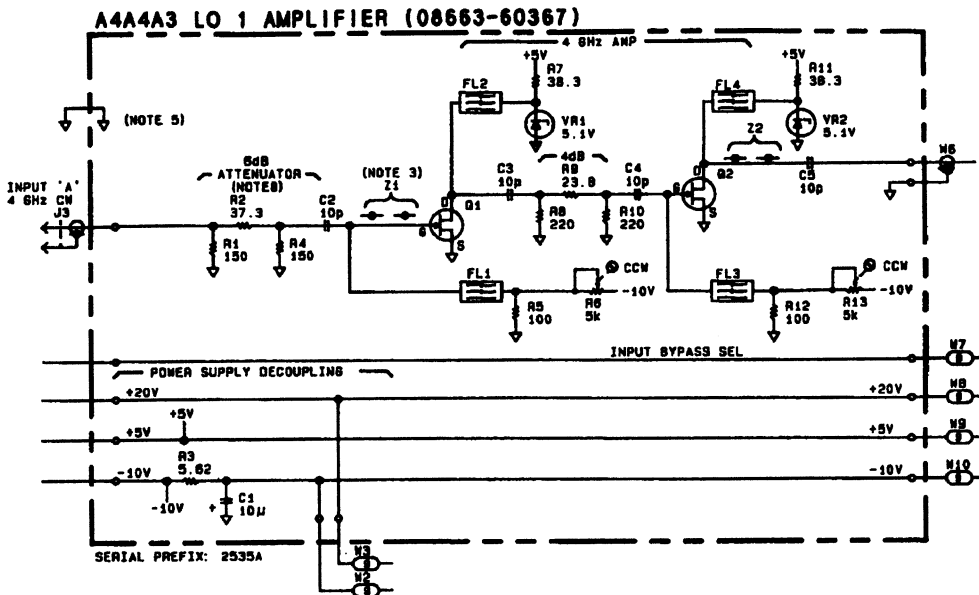 A4A4A3 LO 1 AMPLIFIER (08663-60367)
4 GHz AMP
+5V
R7
38.3
FL2
VR1
5.1V
+5V
R11
38.3
FL4
VR2
5.1V
(NOTE 5)
6dB
ATTENUATOR
(NOTE8)
R2
37.3
INPUT 'A'
4 GHz CW
J3
R1
150
R4
150
C2
10p
(NOTE 3)
Z1
G
D
S
Q1
C3
10p
4dB
R9
23.8
C4
10p
R8
220
R10
220
G
D
S
Q2
Z2
C5
10p
W6
FL1
R5
100
R6
5k
CCW
-10V
FL3
R12
100
R13
5k
CCW
-10V
INPUT BYPASS SEL
W7
POWER SUPPLY DECOUPLING
+20V
+20V
W8
+5V
+5V
+5V
W9
-10V
R3
5.62
-10V
+
C1
10µ
-10V
W10
SERIAL PREFIX: 2535A
W3
W2